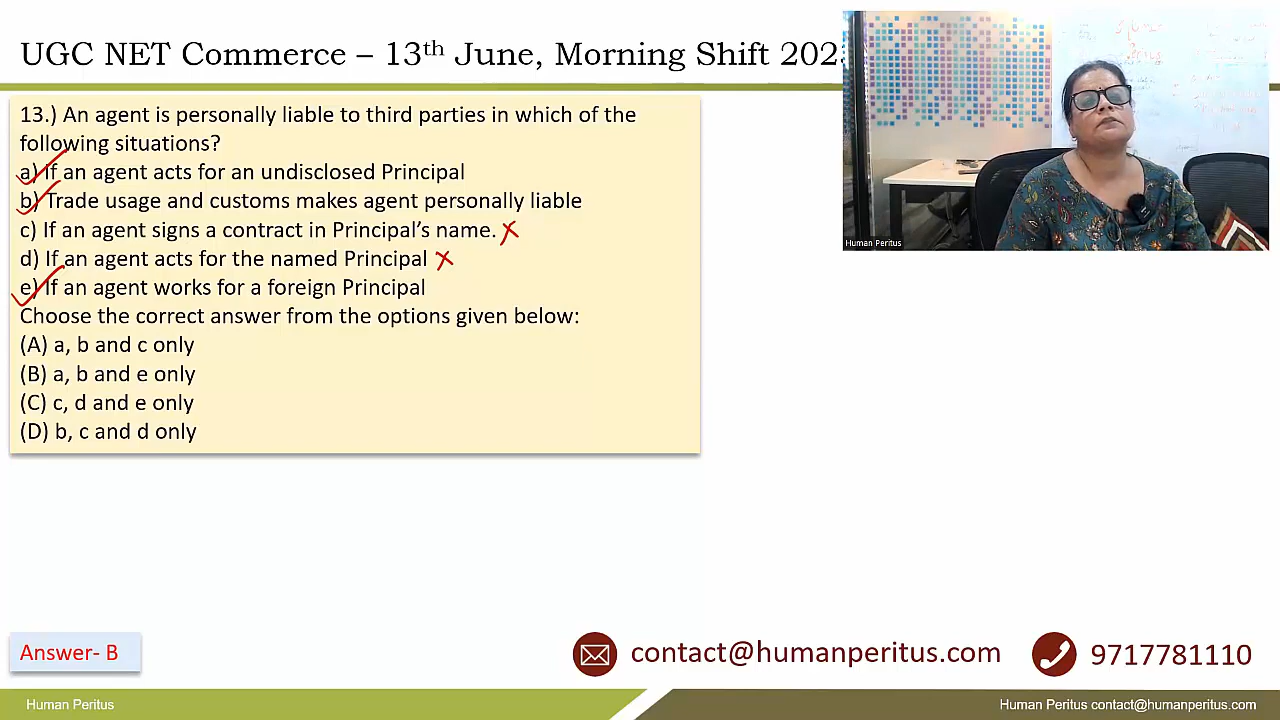 UGC NET Commerce – 13th June, Morning Shift 202
13.) An agent is personally liable to third parties in which of the
following situations?
a) If an agent acts for an undisclosed Principal
b) Trade usage and customs makes agent personally liable
c) If an agent signs a contract in Principal's name.
d) If an agent acts for the named Principal
e) If an agent works for a foreign Principal
Choose the correct answer from the options given below:
(A) a, b and c only
(B) a, b and e only
(C) c, d and e only
(D) b, c and d only
Human Peritus
Answer- B
contact@humanperitus.com
9717781110
Human Peritus
Human Peritus contact@humanperitus.com